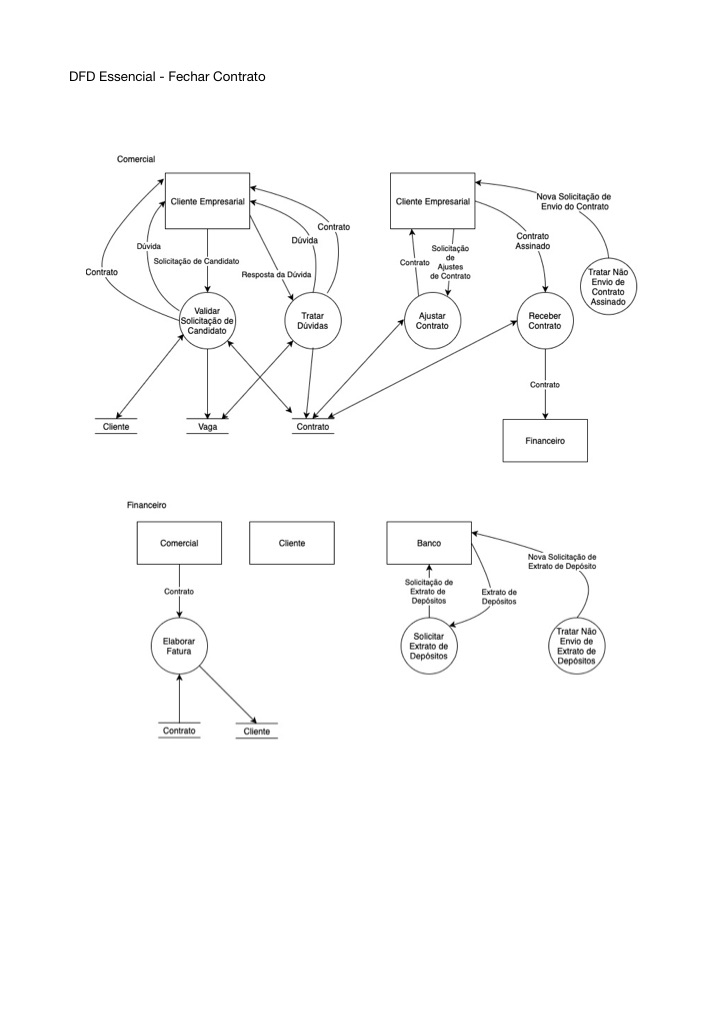 DFD Essencial - Fechar Contrato
Comercial
Cliente Empresarial
Cliente Empresarial
Nova Solicitação de
Envio do Contrato
Contrato
Dúvida
Dúvida
Contrato
Assinado
Solicitação de Candidato
Contrato
Resposta da Dúvida
Contrato
Solicitação
de
Ajustes
de Contrato
Tratar Não
Envio de
Contrato
Assinado
Validar
Solicitação de
Candidato
Tratar
Dúvidas
Ajustar
Contrato
Receber
Contrato
Contrato
Cliente
Vaga
Contrato
Financeiro
Financeiro
Comercial
Cliente
Banco
Nova Solicitação de
Extrato de Depósito
Contrato
Solicitação de
Extrato de
Depósitos
Extrato de
Depósitos
Elaborar
Fatura
Solicitar
Extrato de
Depósitos
Tratar Não
Envio de
Extrato de
Depósitos
Contrato
Cliente